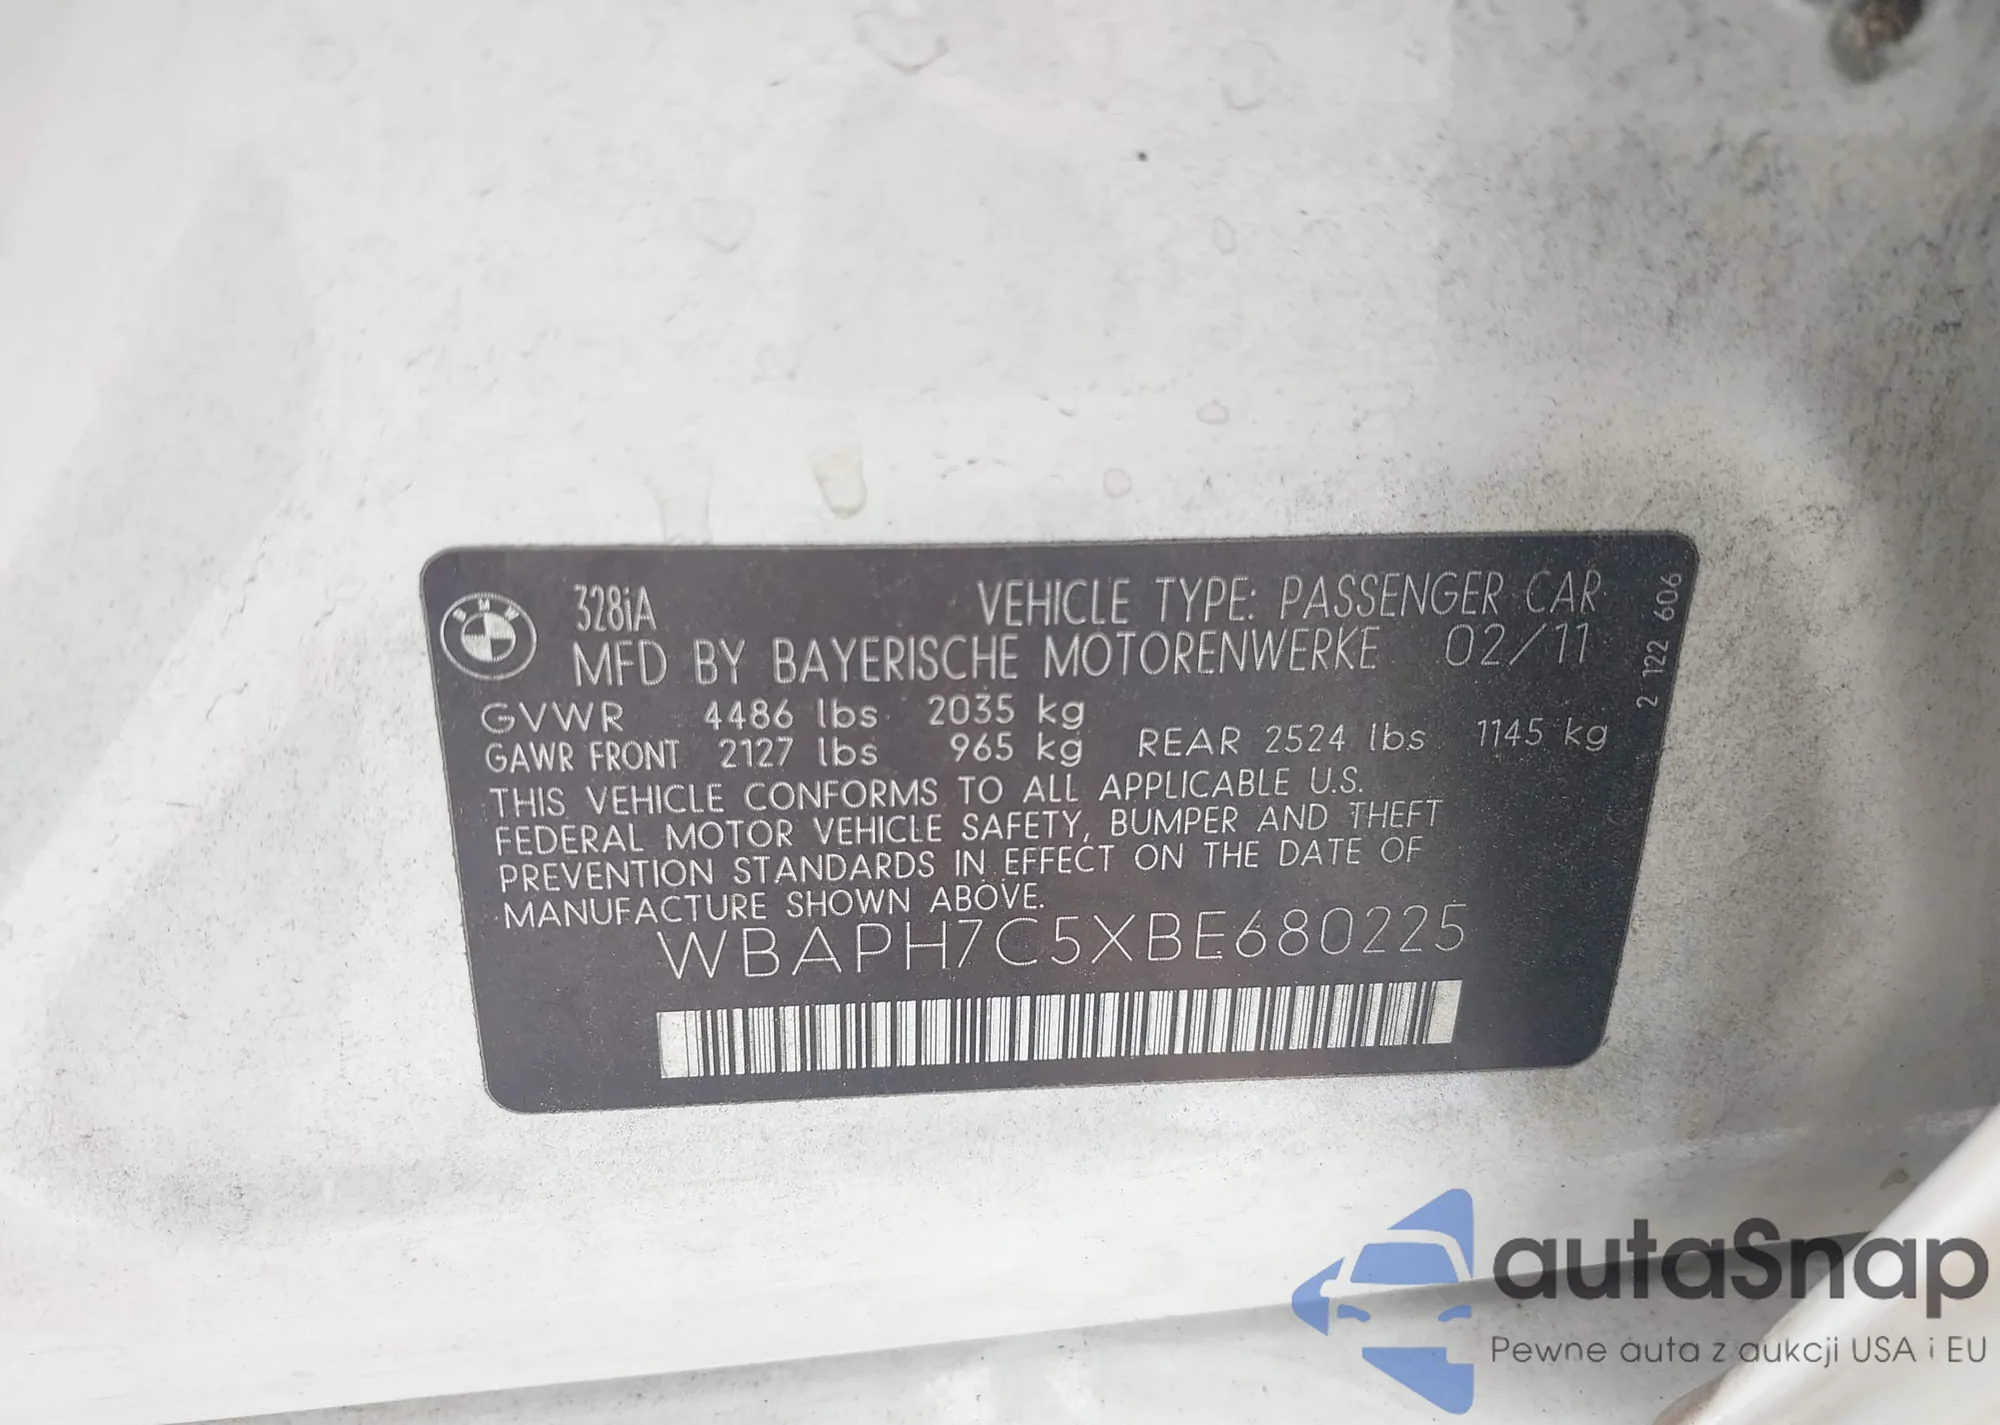 BMW
328iA
VEHICLE TYPE: PASSENGER CAR
MFD BY BAYERISCHE MOTORENWERKE 02/11
GVWR 4486 lbs 2035 kg
GAWR FRONT 2127 lbs 965 kg REAR 2524 lbs 1145 kg
THIS VEHICLE CONFORMS TO ALL APPLICABLE U.S.
FEDERAL MOTOR VEHICLE SAFETY, BUMPER AND THEFT
PREVENTION STANDARDS IN EFFECT ON THE DATE OF
MANUFACTURE SHOWN ABOVE.
WBAPH7C5XBE680225
2 122 606
autaSnap
Pewne auta z aukcji USA i EU